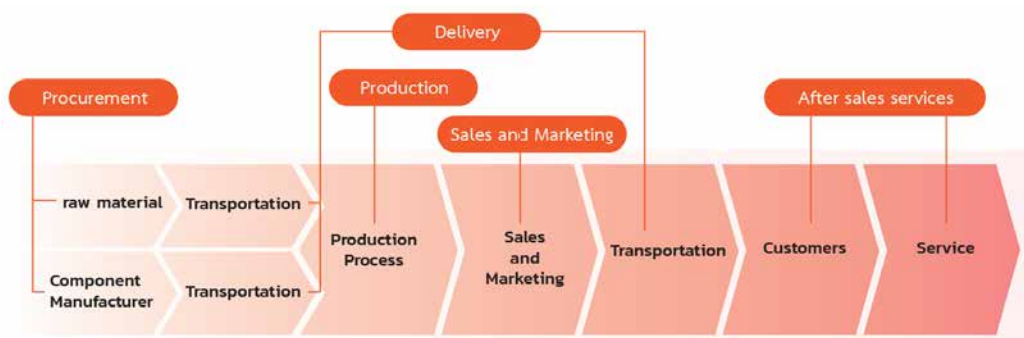 Delivery
Procurement
Production
After sales services
Sales and Marketing
raw material
Transportation
Component
Manufacturer
Transportation
Production
Process
Sales
and
Marketing
Transportation
Customers
Service